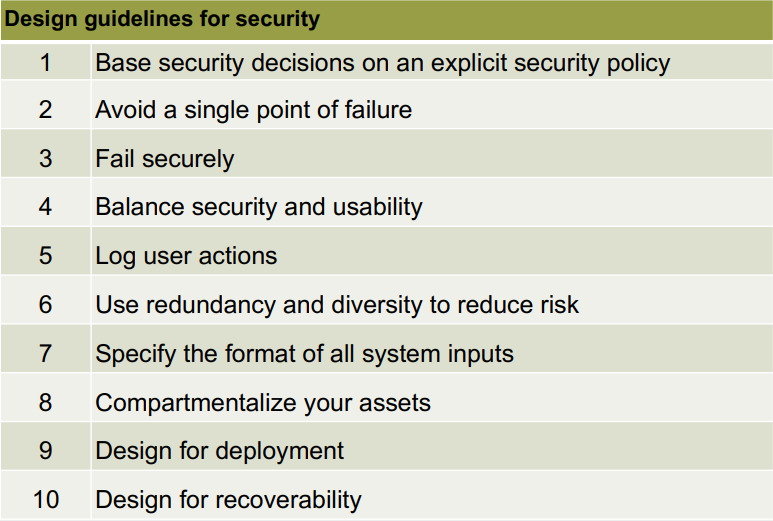 Design guidelines for security
1 Base security decisions on an explicit security policy
2 Avoid a single point of failure
3 Fail securely
4 Balance security and usability
5 Log user actions
6 Use redundancy and diversity to reduce risk
7 Specify the format of all system inputs
8 Compartmentalize your assets
9 Design for deployment
10 Design for recoverability